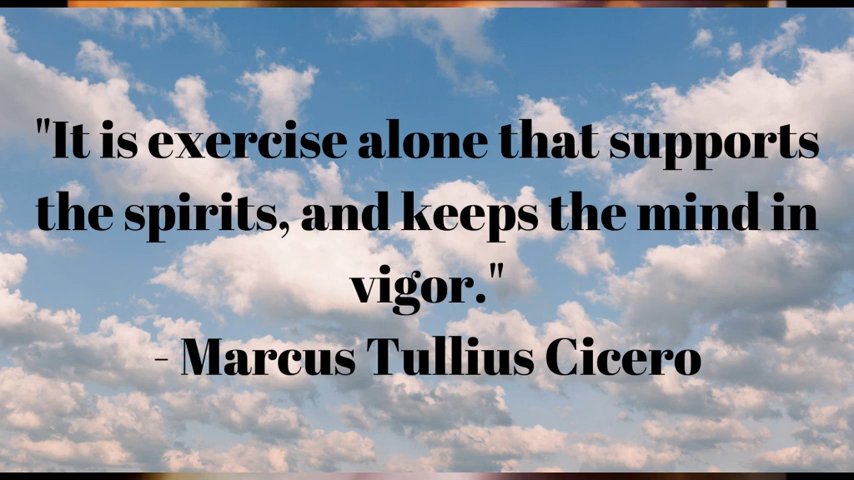 "It is exercise alone that supports
the spirits, and keeps the mind in
vigor."
- Marcus Tullius Cicero